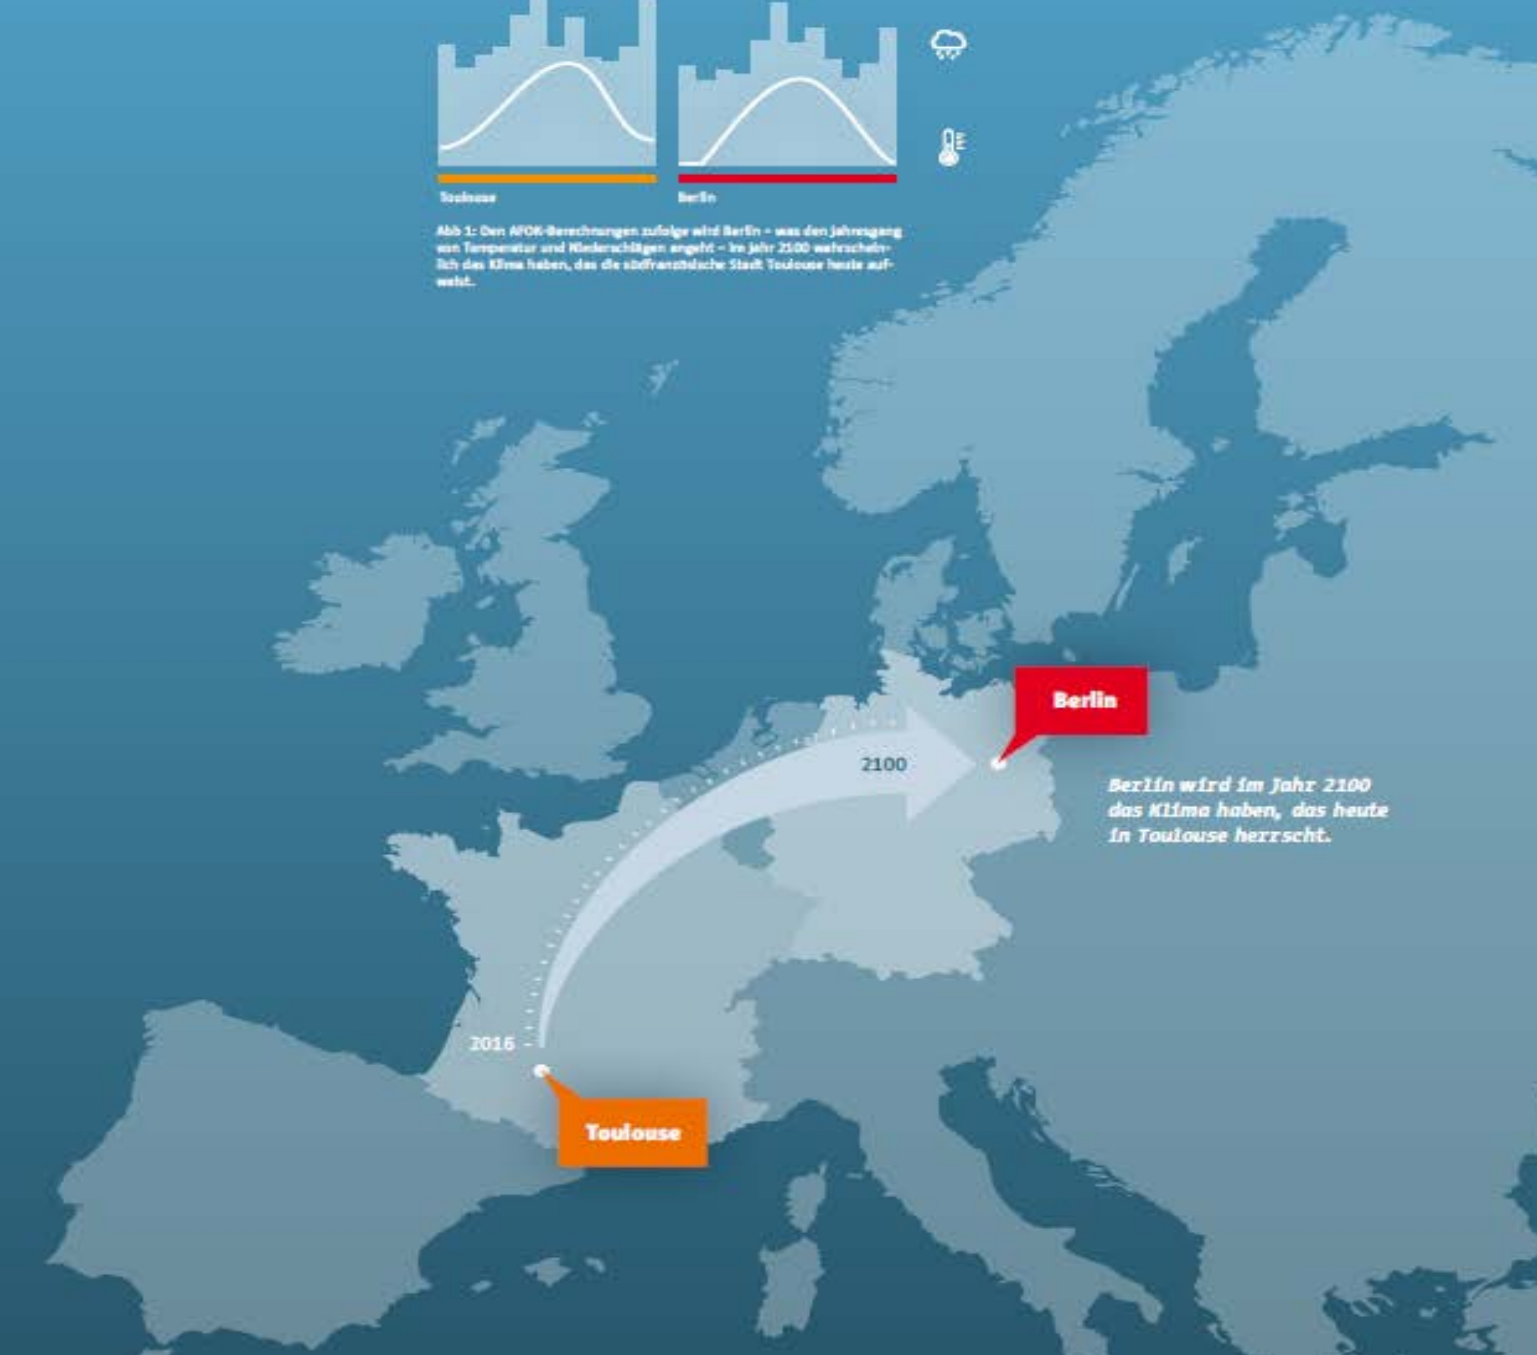 Toulouse
Berlin
Abb 1: Den AFOK-Berechnungen zufolge wird Berlin – was den Jahresgang
von Temperatur und Niederschlägen angeht – im Jahr 2100 wahrschein-
lich das Klima haben, das die südfranzösische Stadt Toulouse heute auf-
weist.
Berlin
2100
Berlin wird im Jahr 2100
das Klima haben, das heute
in Toulouse herrscht.
2016
Toulouse